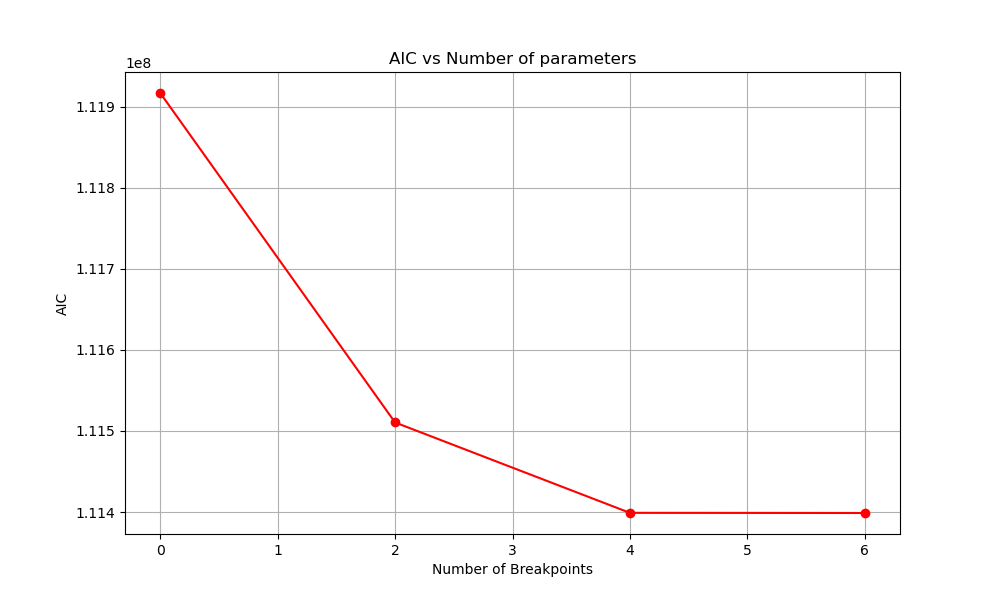 AIC vs Number of parameters
1e8
1.119
1.118
1.117
1.116
1.115
1.114
AIC
0 1 2 3 4 5 6
Number of Breakpoints